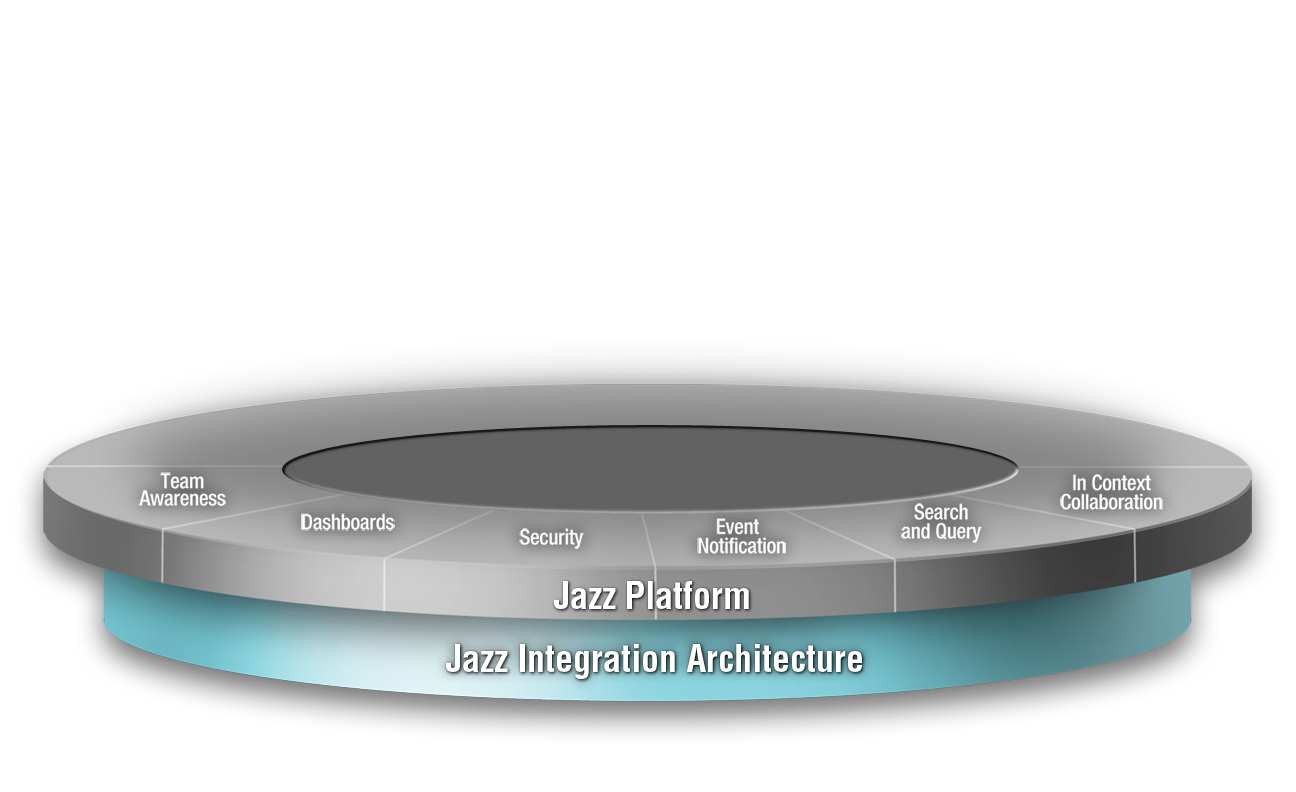 Team
Awareness
Dashboards
Security
Event
Notification
Search
and Query
In Context
Collaboration
Jazz Platform
Jazz Integration Architecture